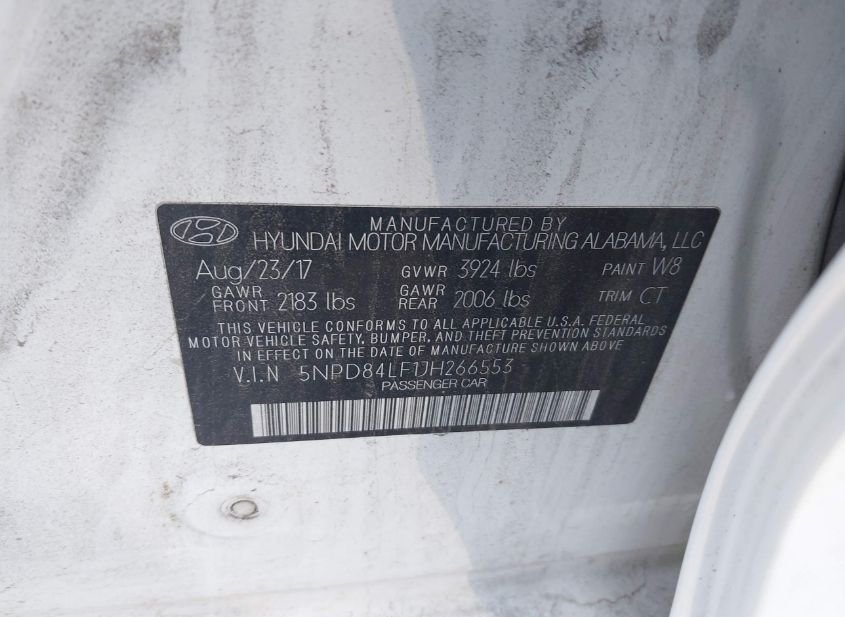 MANUFACTURED BY
HYUNDAI MOTOR MANUFACTURING ALABAMA, LLC
Aug/23/17 GVWR 3924 lbs PAINT W8
GAWR FRONT 2183 lbs GAWR REAR 2006 lbs TRIM CT
THIS VEHICLE CONFORMS TO ALL APPLICABLE U.S.A. FEDERAL
MOTOR VEHICLE SAFETY, BUMPER, AND THEFT PREVENTION STANDARDS
IN EFFECT ON THE DATE OF MANUFACTURE SHOWN ABOVE
V.I.N 5NPD84LF1JH266553
PASSENGER CAR